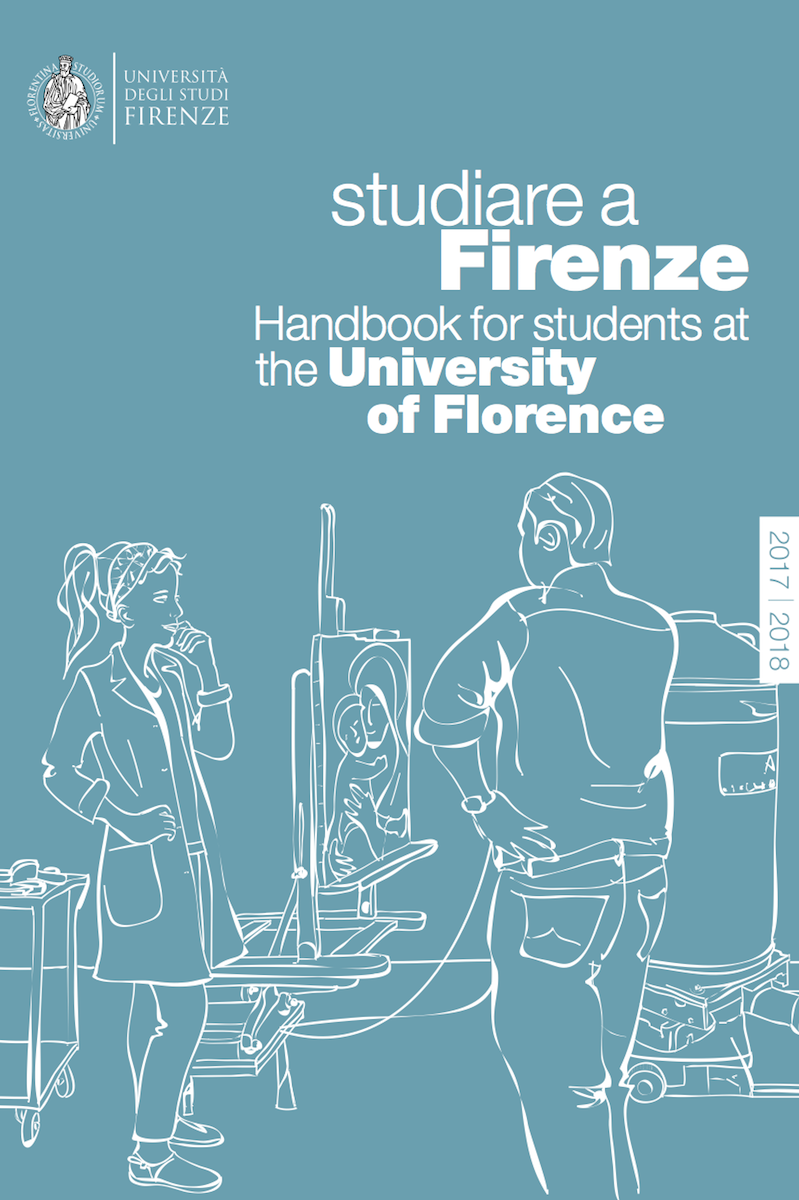 FLORENTINA STUDIORUM UNIVERSITAS
UNIVERSITÀ
DEGLI STUDI
FIRENZE
studiare a
Firenze
Handbook for students at
the University
of Florence
2017 | 2018
A